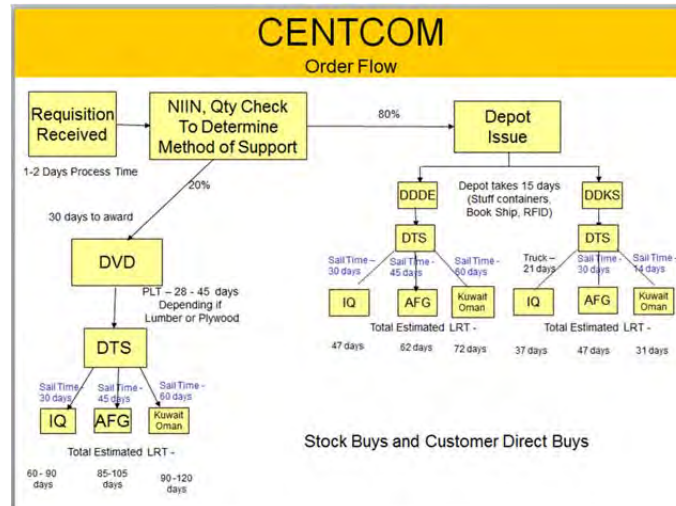 CENTCOM
Order Flow
Requisition
Received
NIIN, Qty Check
To Determine
Method of Support
80%
Depot
Issue
1-2 Days Process Time
20%
30 days to award
DVD
PLT – 28 - 45 days
Depending if
Lumber or Plywood
DTS
Sail Time -
30 days
Sail Time -
45 days
Sail Time -
60 days
IQ
AFG
Kuwait
Oman
Total Estimated LRT -
60 - 90
days
85-105
days
90-120
days
DDDE
Depot takes 15 days
(Stuff containers,
Book Ship, RFID)
DDKS
DTS
Sail Time -
30 days
Sail Time -
45 days
Sail Time -
60 days
IQ
AFG
Kuwait
Oman
Total Estimated LRT -
47 days
62 days
72 days
DTS
Truck –
21 days
Sail Time -
30 days
Sail Time -
14 days
IQ
AFG
Kuwait
Oman
Total Estimated LRT -
37 days
47 days
31 days
Stock Buys and Customer Direct Buys